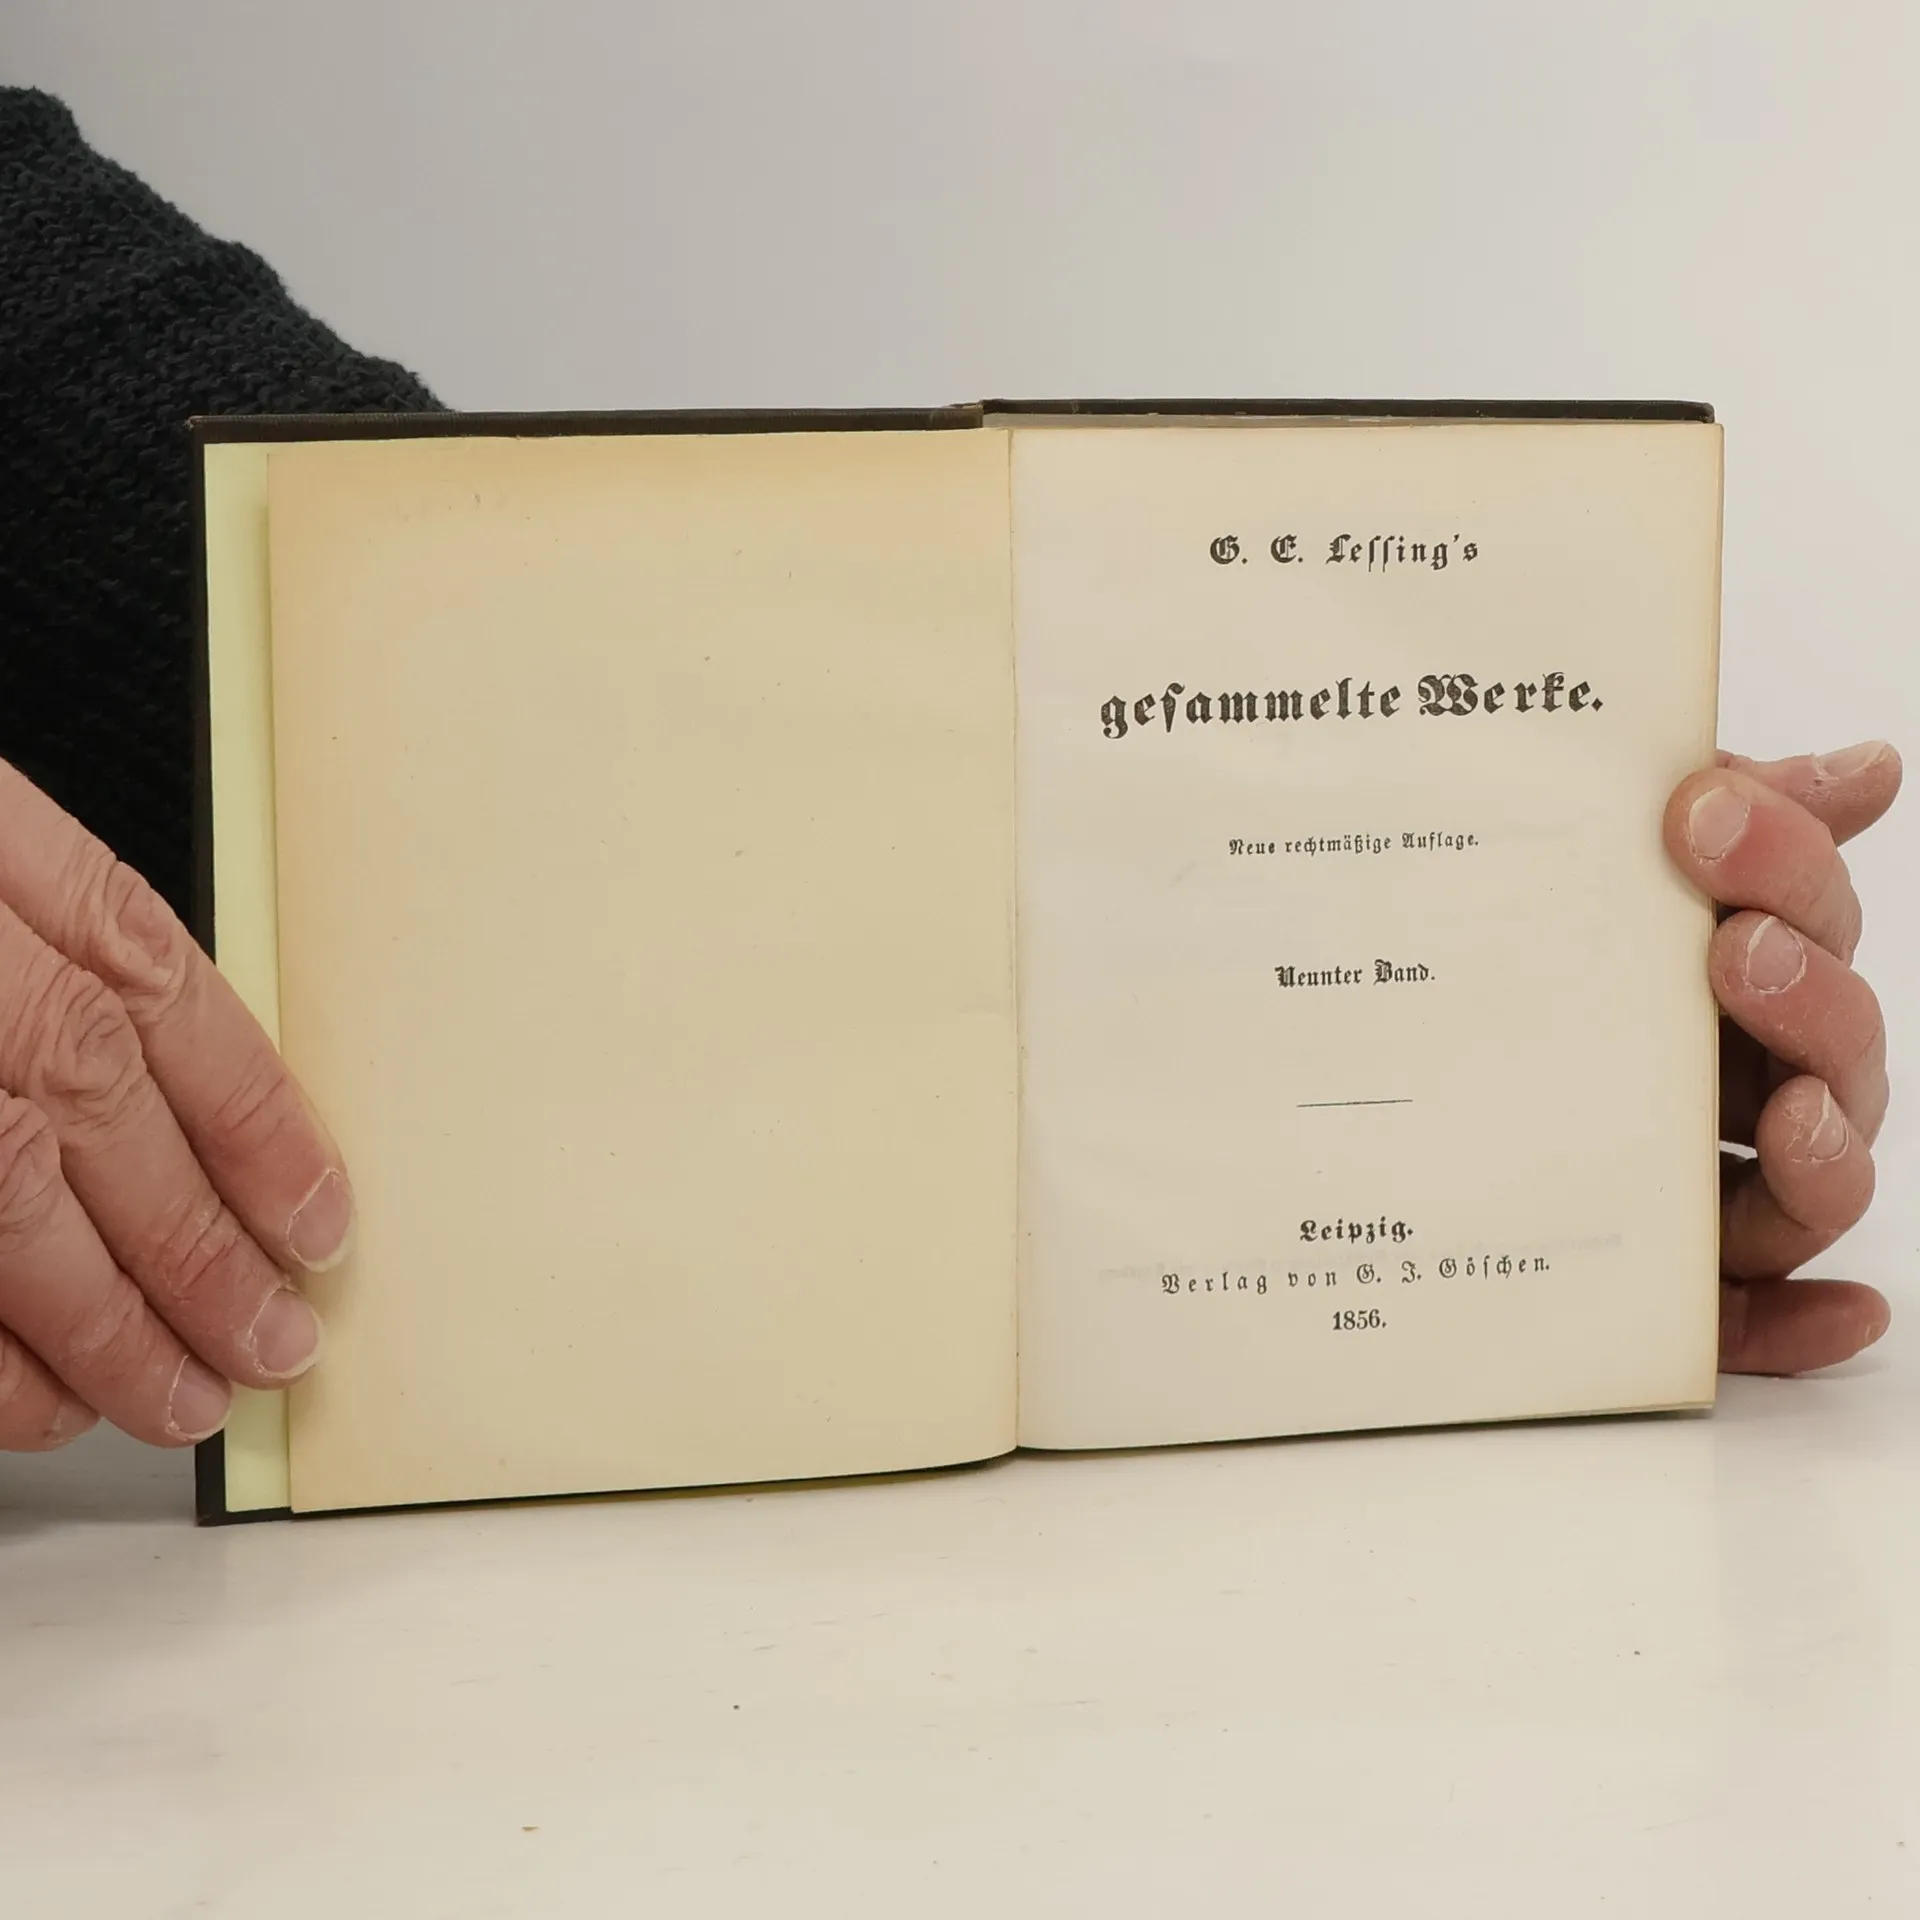 G. E. Leſſing's
geſammelte Werke.
Neue rechtmäßige Auflage.
Neunter Band.
Leipzig.
Verlag von G. J. Göſchen.
1856.